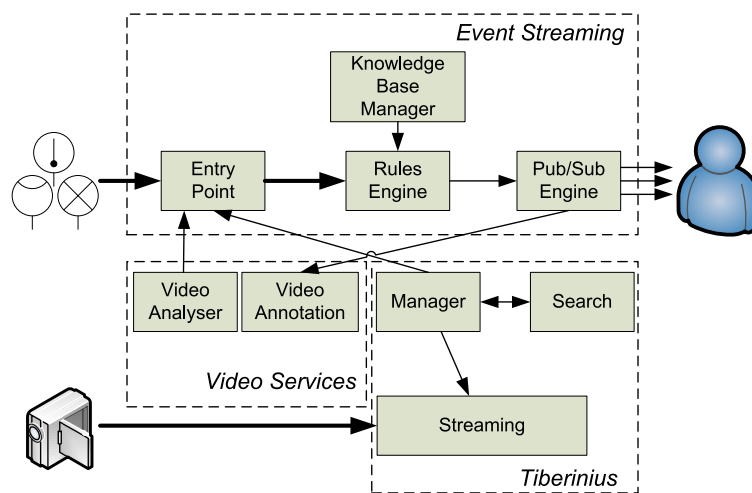 Event Streaming
Knowledge
Base
Manager
Entry
Point
Rules
Engine
Pub/Sub
Engine
Video
Analyser
Video
Annotation
Manager
Search
Video Services
Streaming
Tiberinius